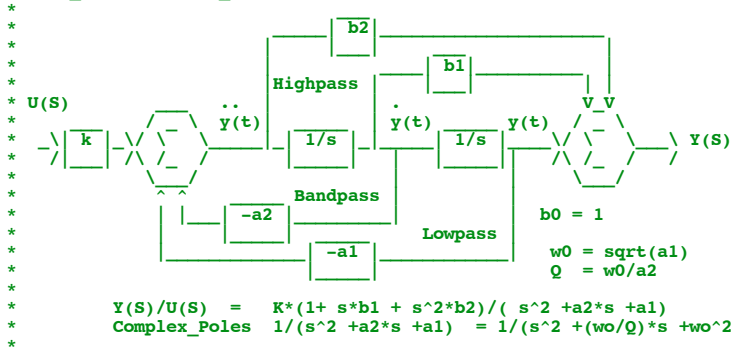 b2
b1
Highpass
U(S)
..
.
y(t) y(t) y(t)
k 1/s 1/s Y(S)
Bandpass
-a2 b0 = 1
Lowpass
-a1 w0 = sqrt(a1)
Q = w0/a2
Y(S)/U(S) = K*(1+ s*b1 + s^2*b2)/( s^2 +a2*s +a1)
Complex_Poles 1/(s^2 +a2*s +a1) = 1/(s^2 +(wo/Q)*s +wo^2